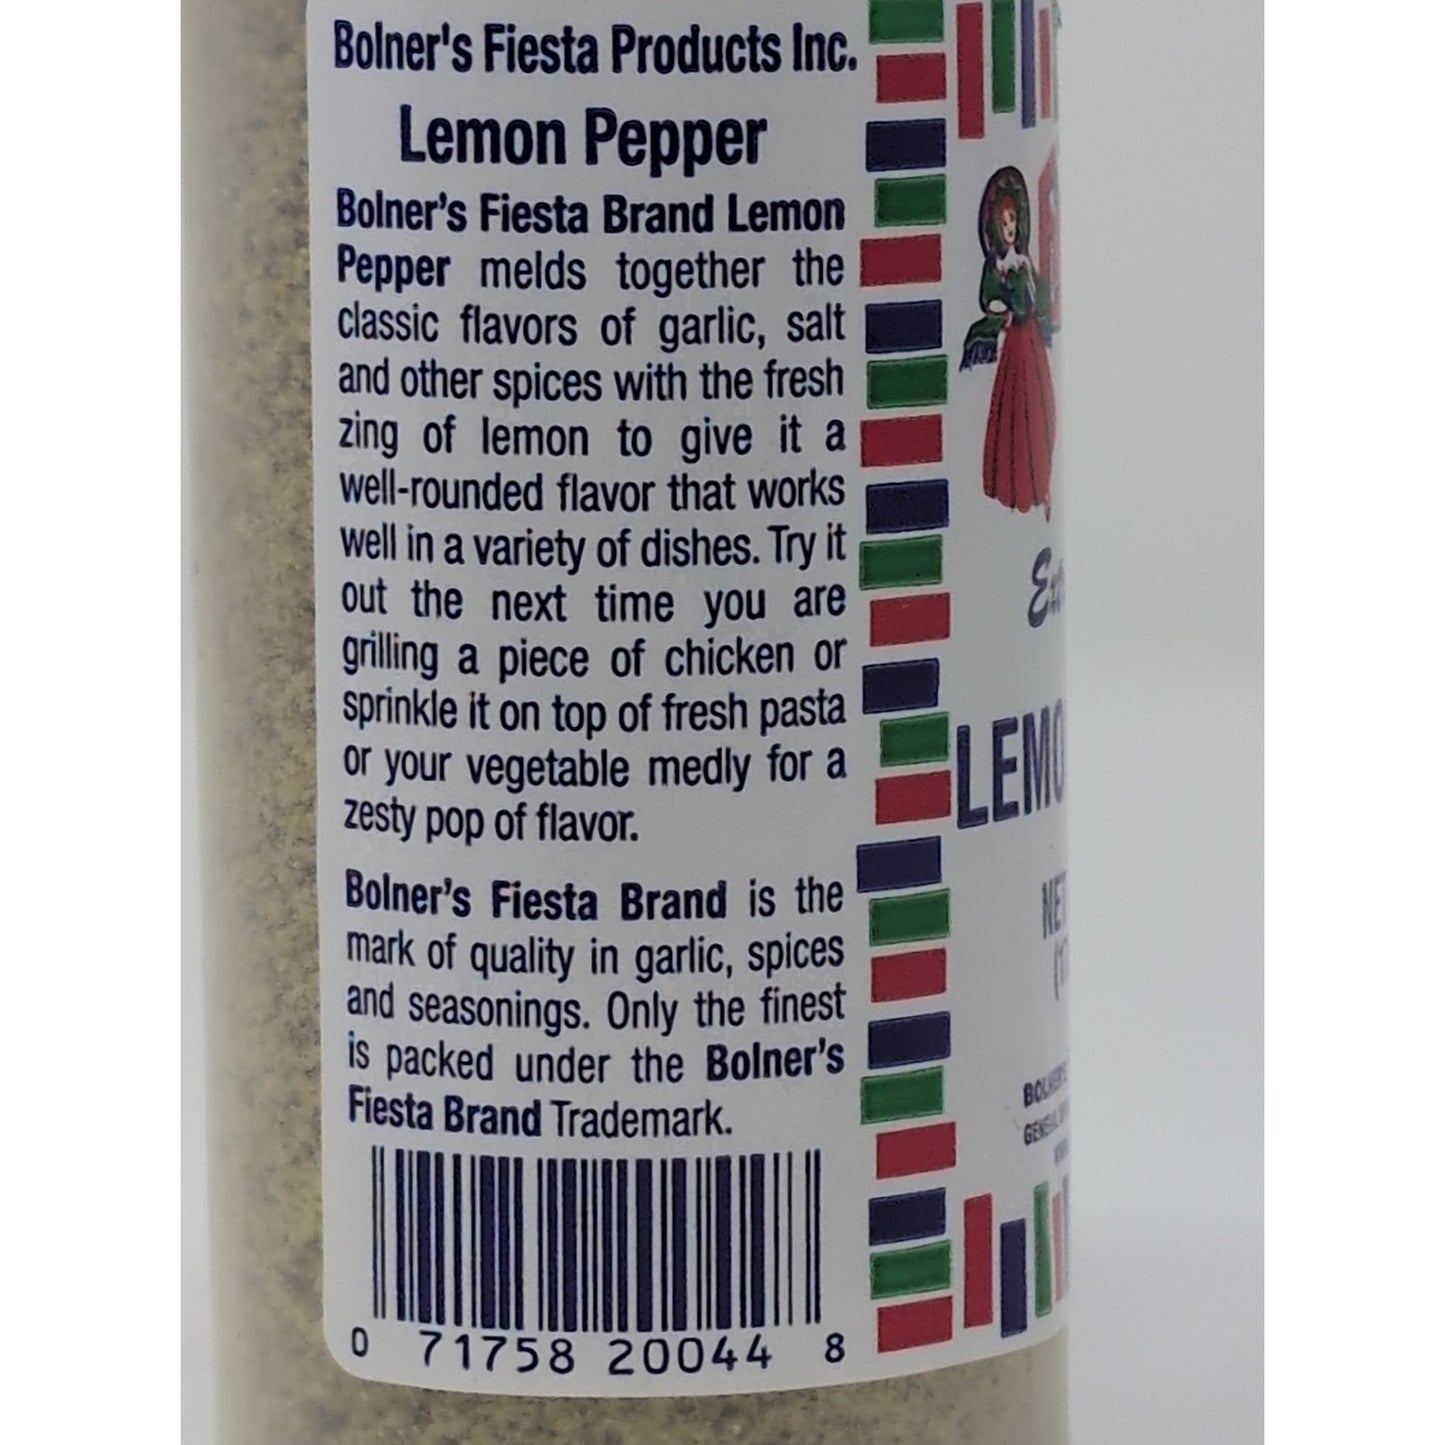 Bolner's Fiesta Products Inc.
Lemon Pepper
Bolner's Fiesta Brand Lemon
Pepper melds together the
classic flavors of garlic, salt
and other spices with the fresh
zing of lemon to give it a
well-rounded flavor that works
well in a variety of dishes. Try it
out the next time you are
grilling a piece of chicken or
sprinkle it on top of fresh pasta
or your vegetable medly for a
zesty pop of flavor.
Bolner's Fiesta Brand is the
mark of quality in garlic, spices
and seasonings. Only the finest
is packed under the Bolner's
Fiesta Brand Trademark.
0 71758 20044 8
LEMO
NET